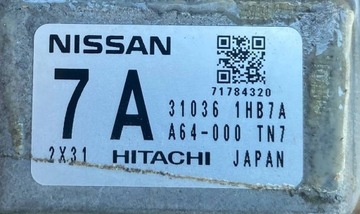 NISSAN
71784320
7A
31036 1HB7A
A64-000 TN7
2X31 HITACHI JAPAN